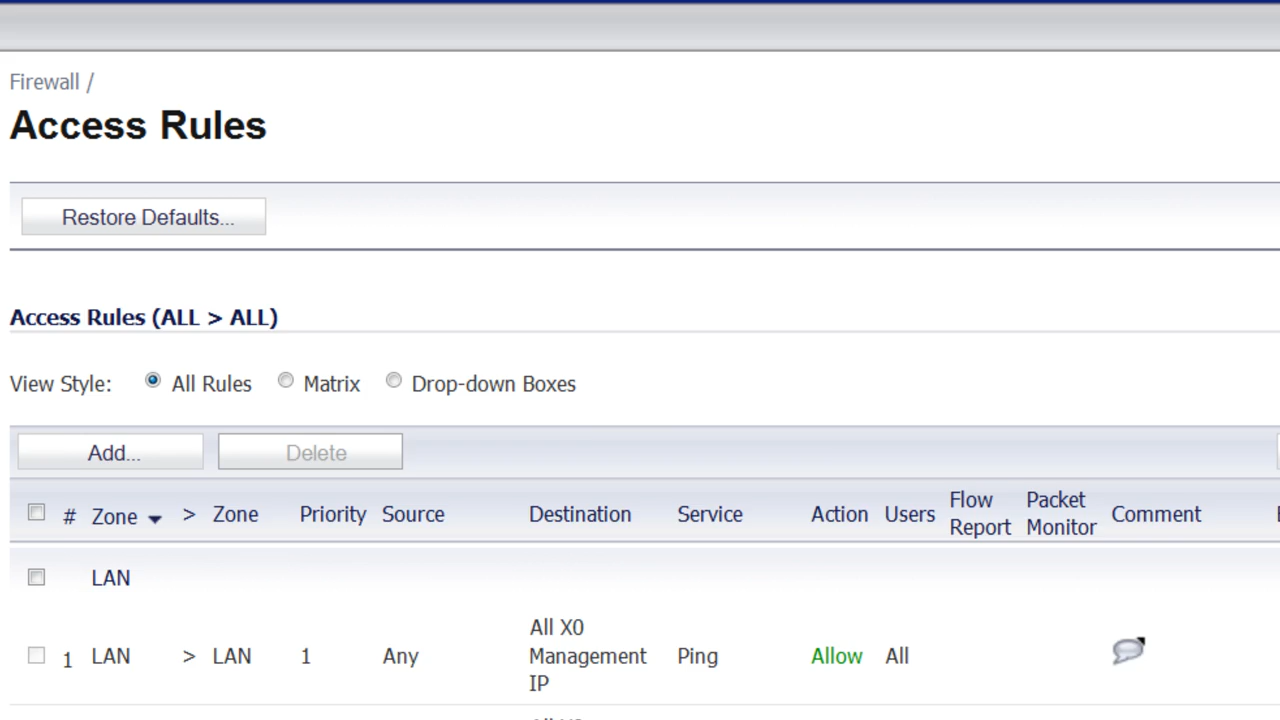 Firewall /
Access Rules
Restore Defaults...
Access Rules (ALL > ALL)
View Style: All Rules Matrix Drop-down Boxes
Add... Delete
# Zone > Zone Priority Source Destination Service Action Users Flow Report Packet Monitor Comment
LAN
1 LAN > LAN 1 Any All X0 Management IP Ping Allow All